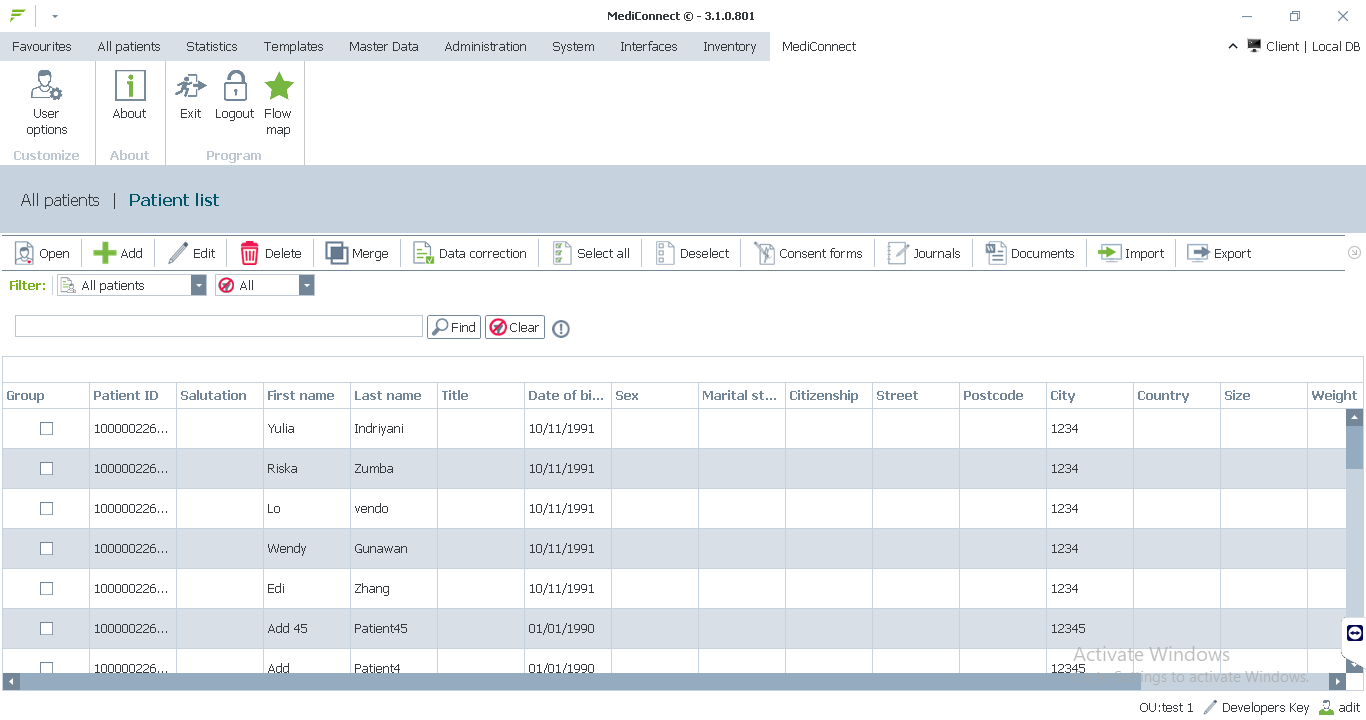 MediConnect © - 3.1.0.801
Favourites All patients Statistics Templates Master Data Administration System Interfaces Inventory MediConnect Client | Local DB
User options About Exit Logout Flow map
Customize About Program
All patients | Patient list
Open Add Edit Delete Merge Data correction Select all Deselect Consent forms Journals Documents Import Export
Filter: All patients All
Find Clear
Group Patient ID Salutation First name Last name Title Date of bi... Sex Marital st... Citizenship Street Postcode City Country Size Weight
100000226... Yulia Indriyani 10/11/1991 1234
100000226... Riska Zumba 10/11/1991 1234
100000226... Lo vendo 10/11/1991 1234
100000226... Wendy Gunawan 10/11/1991 1234
100000226... Edi Zhang 10/11/1991 1234
100000226... Add 45 Patient45 01/01/1990 12345
100000226... Add Patient4 01/01/1990 12345
Activate Windows
to activate Windows.
OU:test 1 Developers Key adit